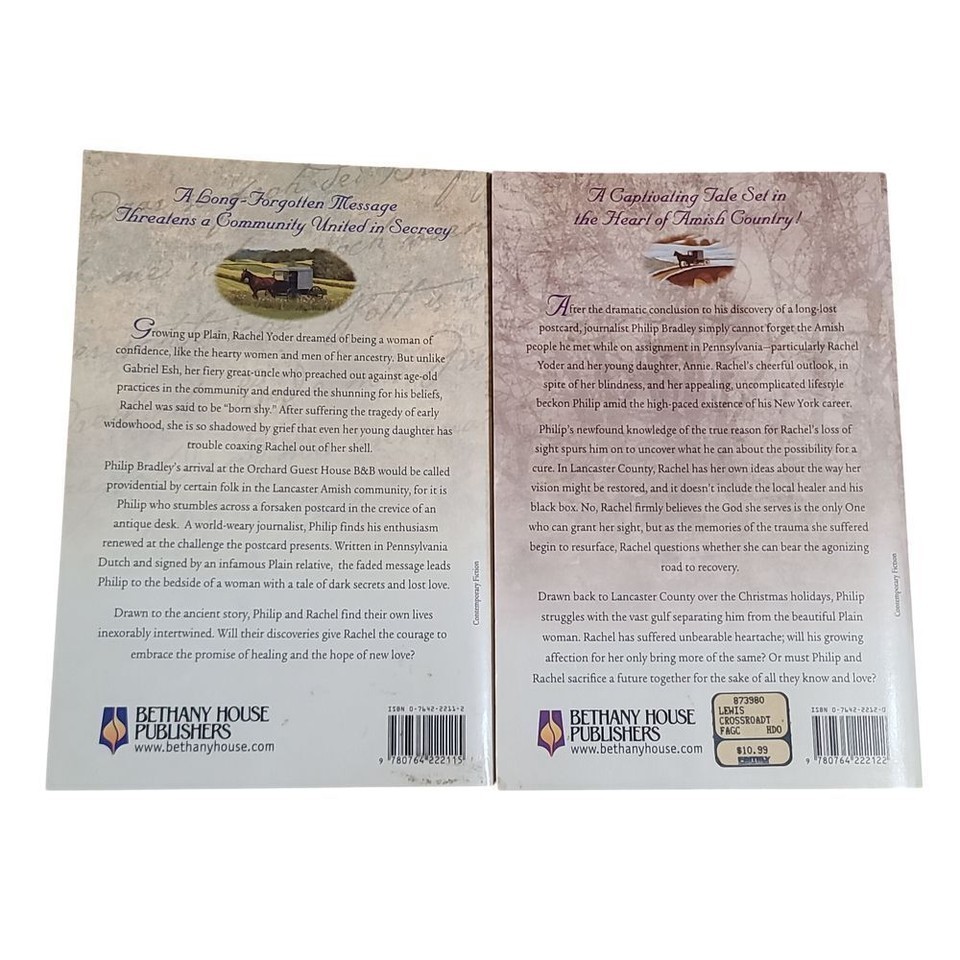 A Long-Forgotten Message
Threatens a Community United in Secrecy
Growing up Plain, Rachel Yoder dreamed of being a woman of
confidence, like the hearty women and men of her ancestry. But unlike
Gabriel Esh, her fiery great-uncle who preached out against age-old
practices in the community and endured the shunning for his beliefs,
Rachel was said to be "born shy." After suffering the tragedy of early
widowhood, she is so shadowed by grief that even her young daughter has
trouble coaxing Rachel out of her shell.
Philip Bradley's arrival at the Orchard Guest House B&B would be called
providential by certain folk in the Lancaster Amish community, for it is
Philip who stumbles across a forsaken postcard in the crevice of an
antique desk. A world-weary journalist, Philip finds his enthusiasm
renewed at the challenge the postcard presents. Written in Pennsylvania
Dutch and signed by an infamous Plain relative, the faded message leads
Philip to the bedside of a woman with a tale of dark secrets and lost love.
Drawn to the ancient story, Philip and Rachel find their own lives
inexorably intertwined. Will their discoveries give Rachel the courage to
embrace the promise of healing and the hope of new love?
Contemporary Fiction
BETHANY HOUSE
PUBLISHERS
www.bethanyhouse.com
ISBN 0-7642-2211-2
9 780764 222115
A Captivating Tale Set in
the Heart of Amish Country!
After the dramatic conclusion to his discovery of a long-lost
postcard, journalist Philip Bradley simply cannot forget the Amish
people he met while on assignment in Pennsylvania—particularly Rachel
Yoder and her young daughter, Annie. Rachel's cheerful outlook, in
spite of her blindness, and her appealing, uncomplicated lifestyle
beckon Philip amid the high-paced existence of his New York career.
Philip's newfound knowledge of the true reason for Rachel's loss of
sight spurs him on to uncover what he can about the possibility for a
cure. In Lancaster County, Rachel has her own ideas about the way her
vision might be restored, and it doesn't include the local healer and his
black box. No, Rachel firmly believes the God she serves is the only One
who can grant her sight, but as the memories of the trauma she suffered
begin to resurface, Rachel questions whether she can bear the agonizing
road to recovery.
Drawn back to Lancaster County over the Christmas holidays, Philip
struggles with the vast gulf separating him from the beautiful Plain
woman. Rachel has suffered unbearable heartache; will his growing
affection for her only bring more of the same? Or must Philip and
Rachel sacrifice a future together for the sake of all they know and love?
Contemporary Fiction
BETHANY HOUSE
PUBLISHERS
www.bethanyhouse.com
873980
LEWIS
CROSSROADT
FAGC HDO
$10.99
FAMILY
ISBN 0-7642-2212-0
9 780764 222122